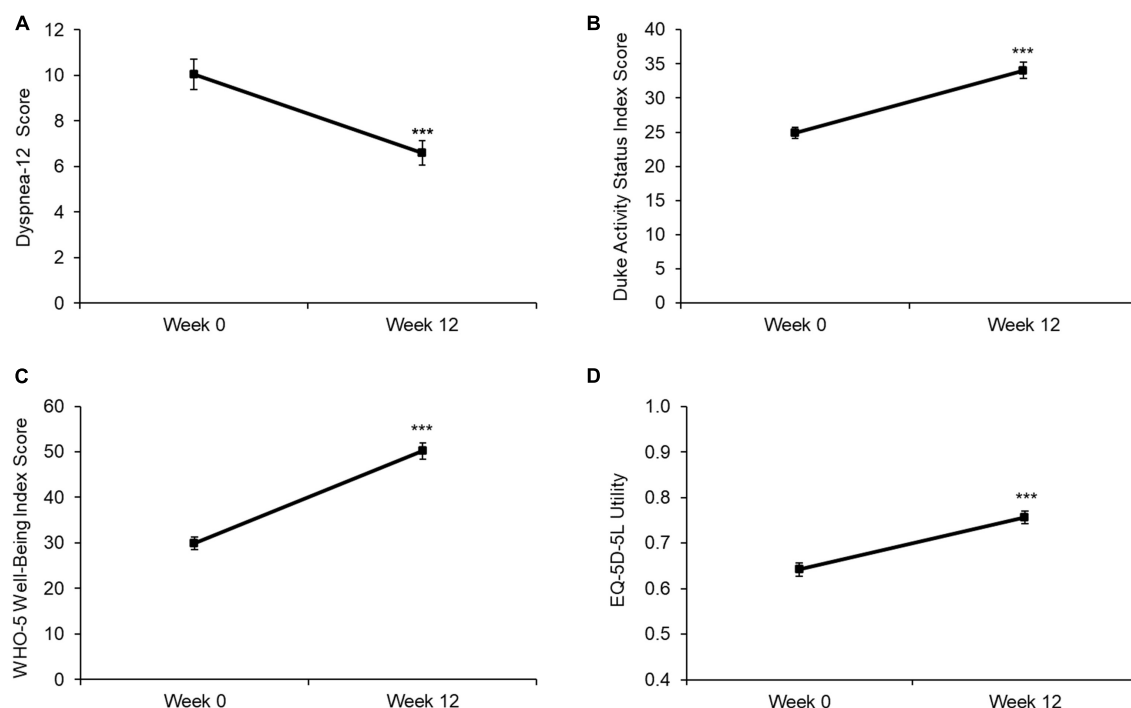 A
12
10
8
6
4
2
0
Dyspnea-12 Score
***
Week 0
Week 12
B
40
35
30
25
20
15
10
5
0
Duke Activity Status Index Score
***
Week 0
Week 12
C
60
50
40
30
20
10
0
WHO-5 Well-Being Index Score
***
Week 0
Week 12
D
1.0
0.9
0.8
0.7
0.6
0.5
0.4
EQ-5D-5L Utility
***
Week 0
Week 12